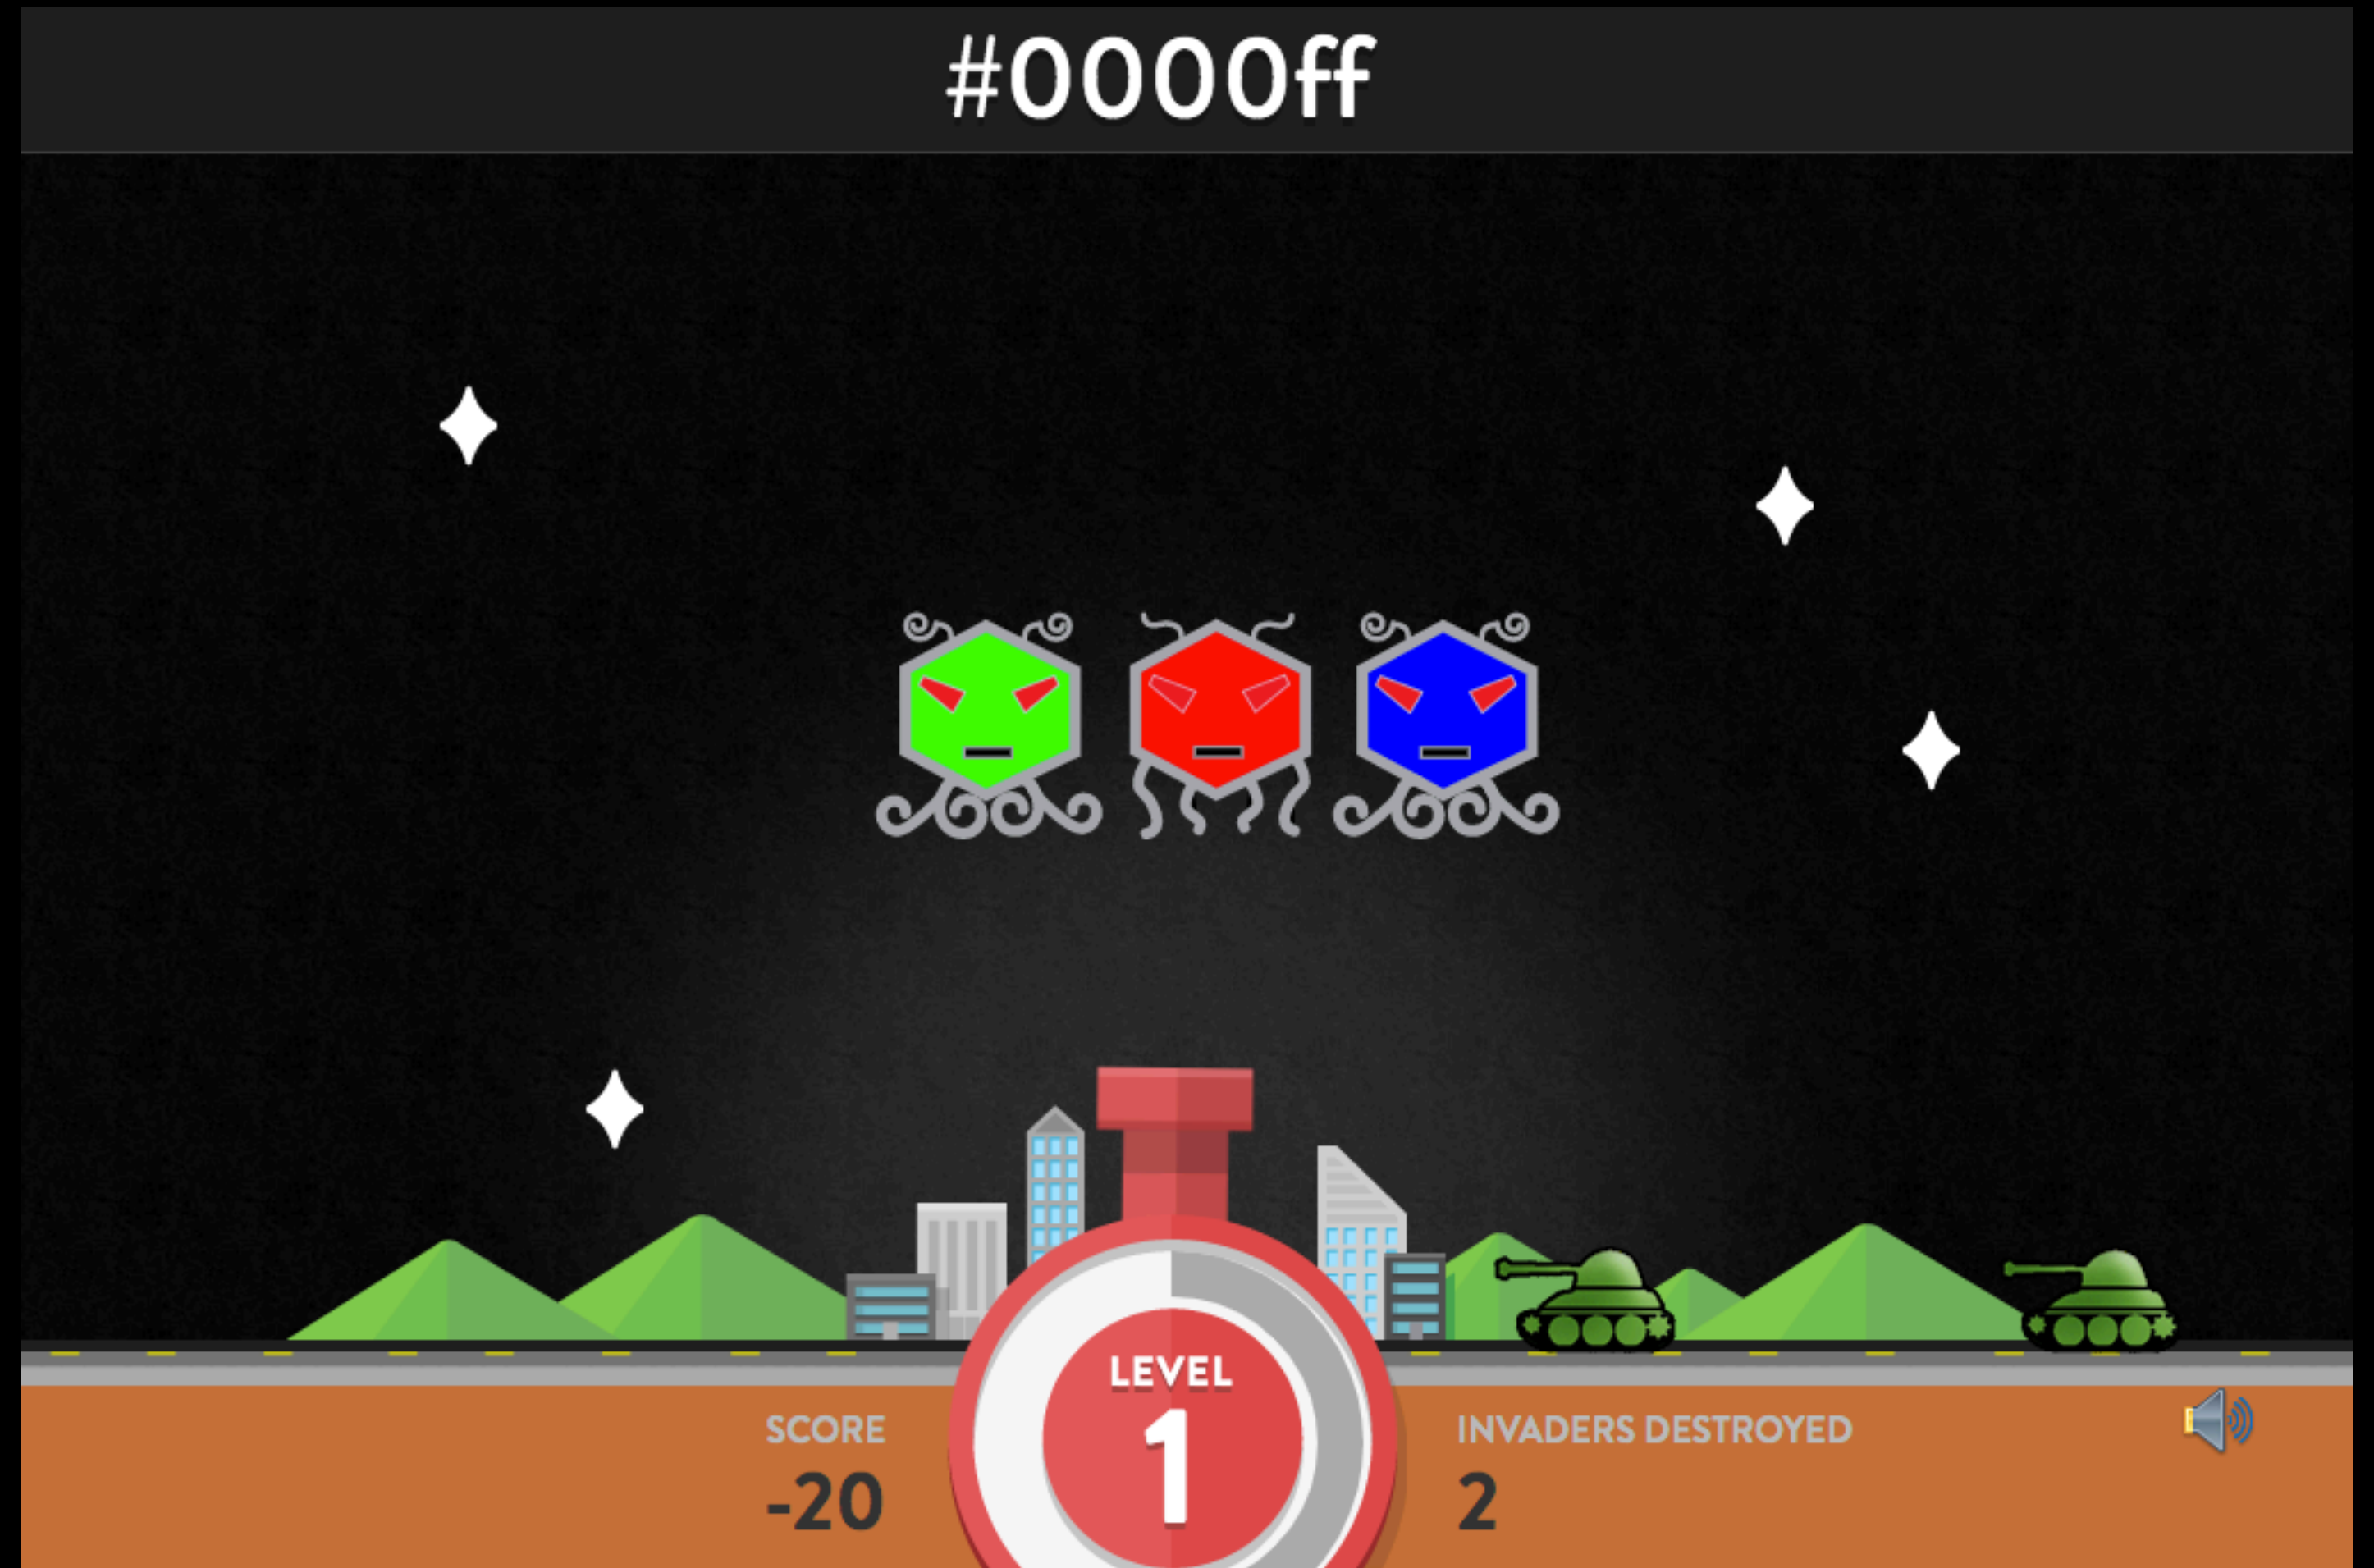 #0000ff
LEVEL
1
SCORE
-20
INVADERS DESTROYED
2